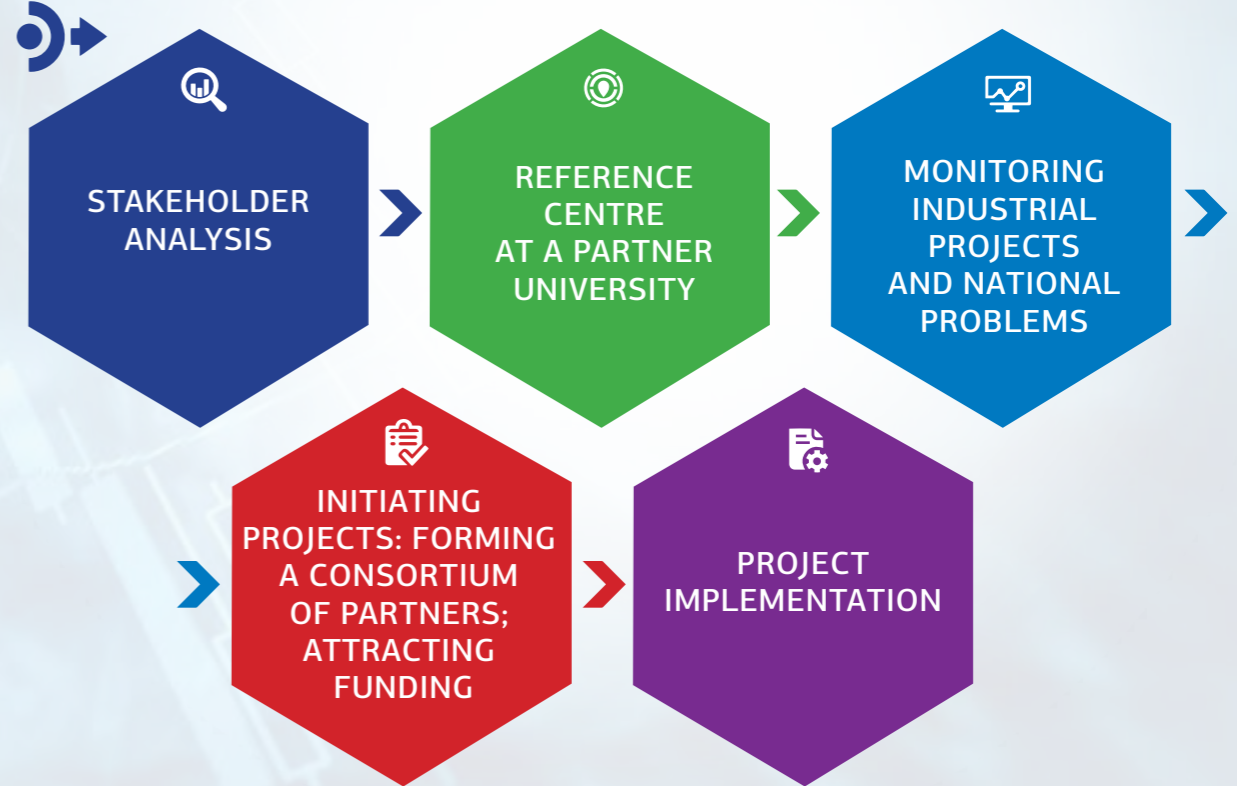 STAKEHOLDER
ANALYSIS
REFERENCE
CENTRE
AT A PARTNER
UNIVERSITY
MONITORING
INDUSTRIAL
PROJECTS
AND NATIONAL
PROBLEMS
INITIATING
PROJECTS: FORMING
A CONSORTIUM
OF PARTNERS;
ATTRACTING
FUNDING
PROJECT
IMPLEMENTATION